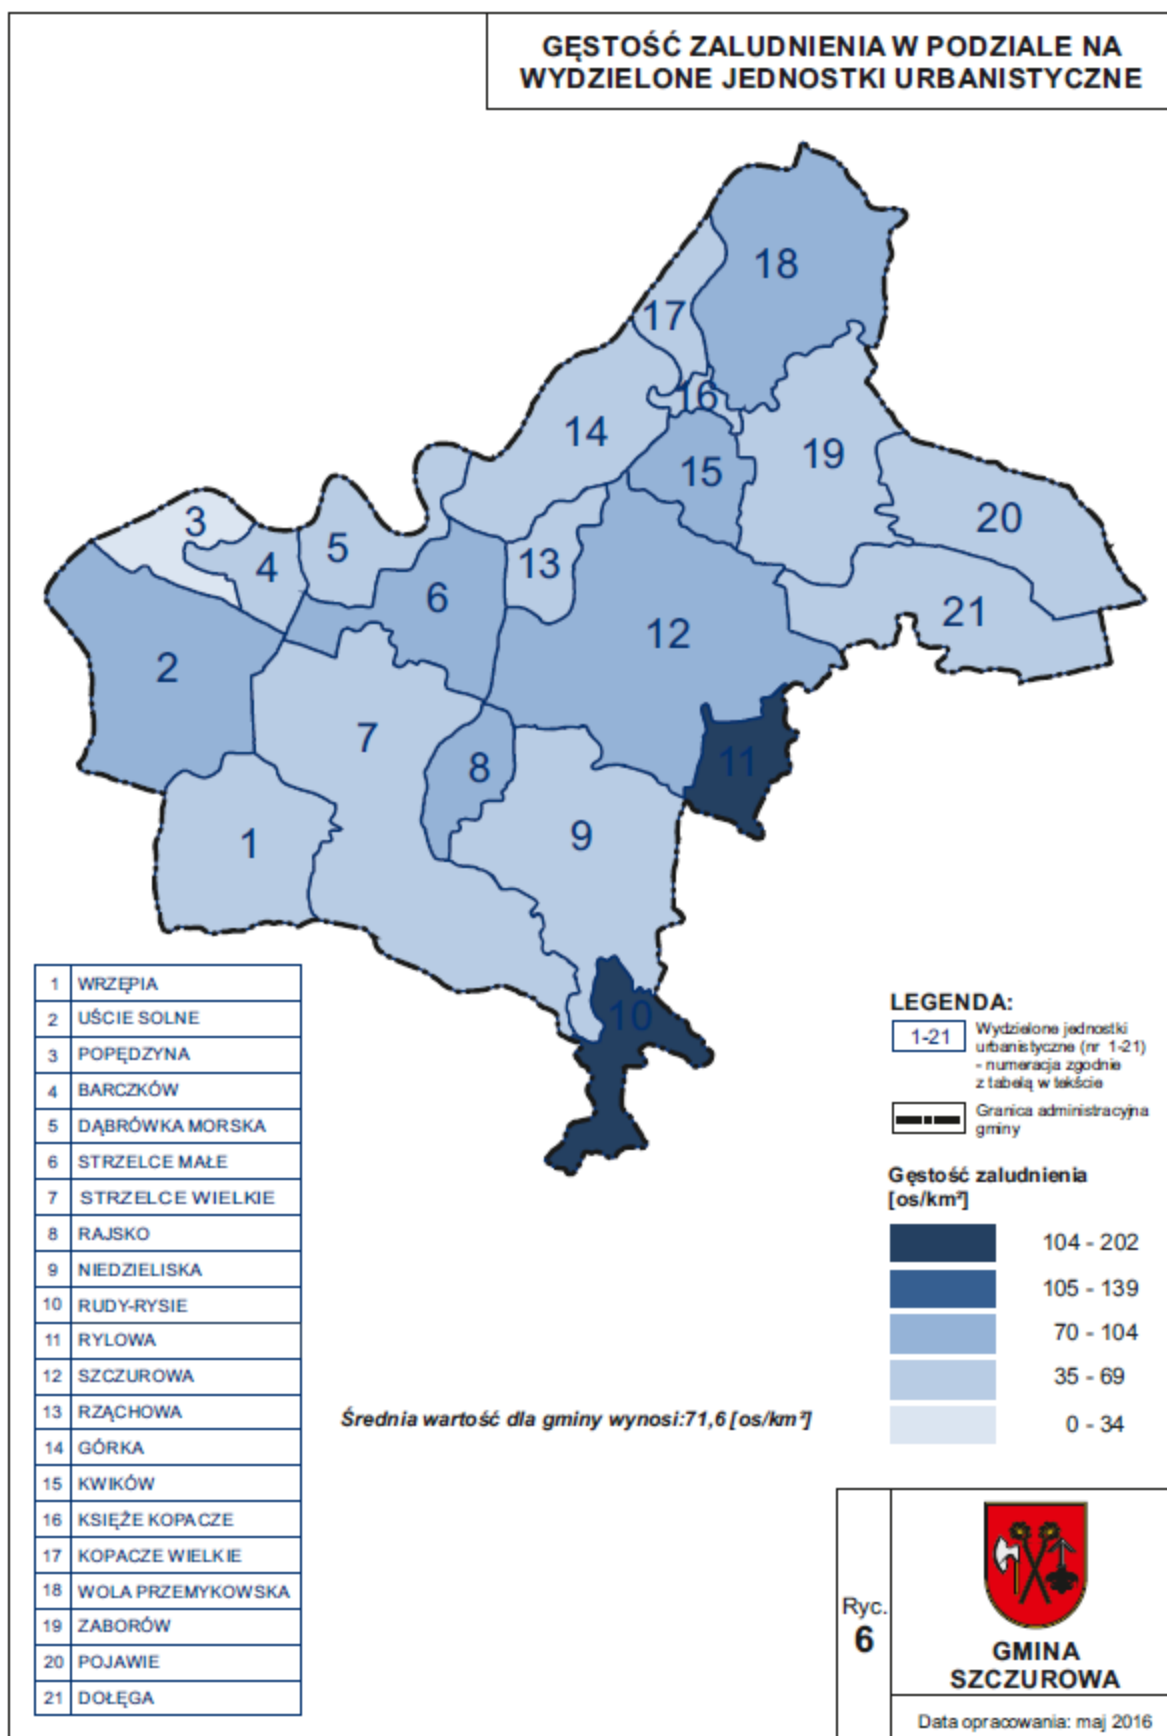 GĘSTOŚĆ ZALUDNIENIA W PODZIALE NA
WYDZIELONE JEDNOSTKI URBANISTYCZNE
18
17
16
14
15
19
20
3
5
4
13
6
21
12
2
7
8
11
9
1
10
1 WRZĘPIA
2 UŚCIE SOLNE
3 POPĘDZYNA
4 BARCZKÓW
5 DĄBRÓWKA MORSKA
6 STRZELCE MAŁE
7 STRZELCE WIELKIE
8 RAJSKO
9 NIEDZIELISKA
10 RUDY-RYSIE
11 RYLOWA
12 SZCZUROWA
13 RZĄCHOWA
14 GÓRKA
15 KWIKÓW
16 KSIĘŻE KOPACZE
17 KOPACZE WIELKIE
18 WOLA PRZEMYKOWSKA
19 ZABORÓW
20 POJAWIE
21 DOŁĘGA
LEGENDA:
1-21
Wydzielone jednostki
urbanistyczne (nr 1-21)
- numeracja zgodnie
z tabelą w tekście
Granica administracyjna
gminy
Gęstość zaludnienia
[os/km²]
104 - 202
105 - 139
70 - 104
35 - 69
0 - 34
Średnia wartość dla gminy wynosi:71,6 [os/km²]
Ryc.
6
GMINA
SZCZUROWA
Data opracowania: maj 2016